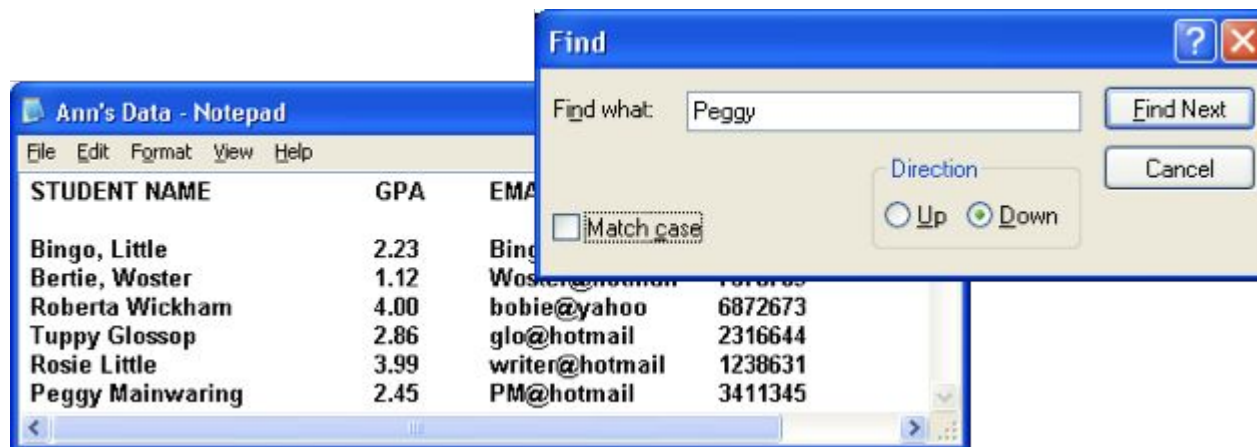 Find
Find what: Peggy
Find Next
Cancel
Direction
Up Down
Match case
Ann's Data - Notepad
File Edit Format View Help
STUDENT NAME GPA
Bingo, Little 2.23
Bertie, Woster 1.12
Roberta Wickham 4.00 bobie@yahoo 6872673
Tuppy Glossop 2.86 glo@hotmail 2316644
Rosie Little 3.99 writer@hotmail 1238631
Peggy Mainwaring 2.45 PM@hotmail 3411345